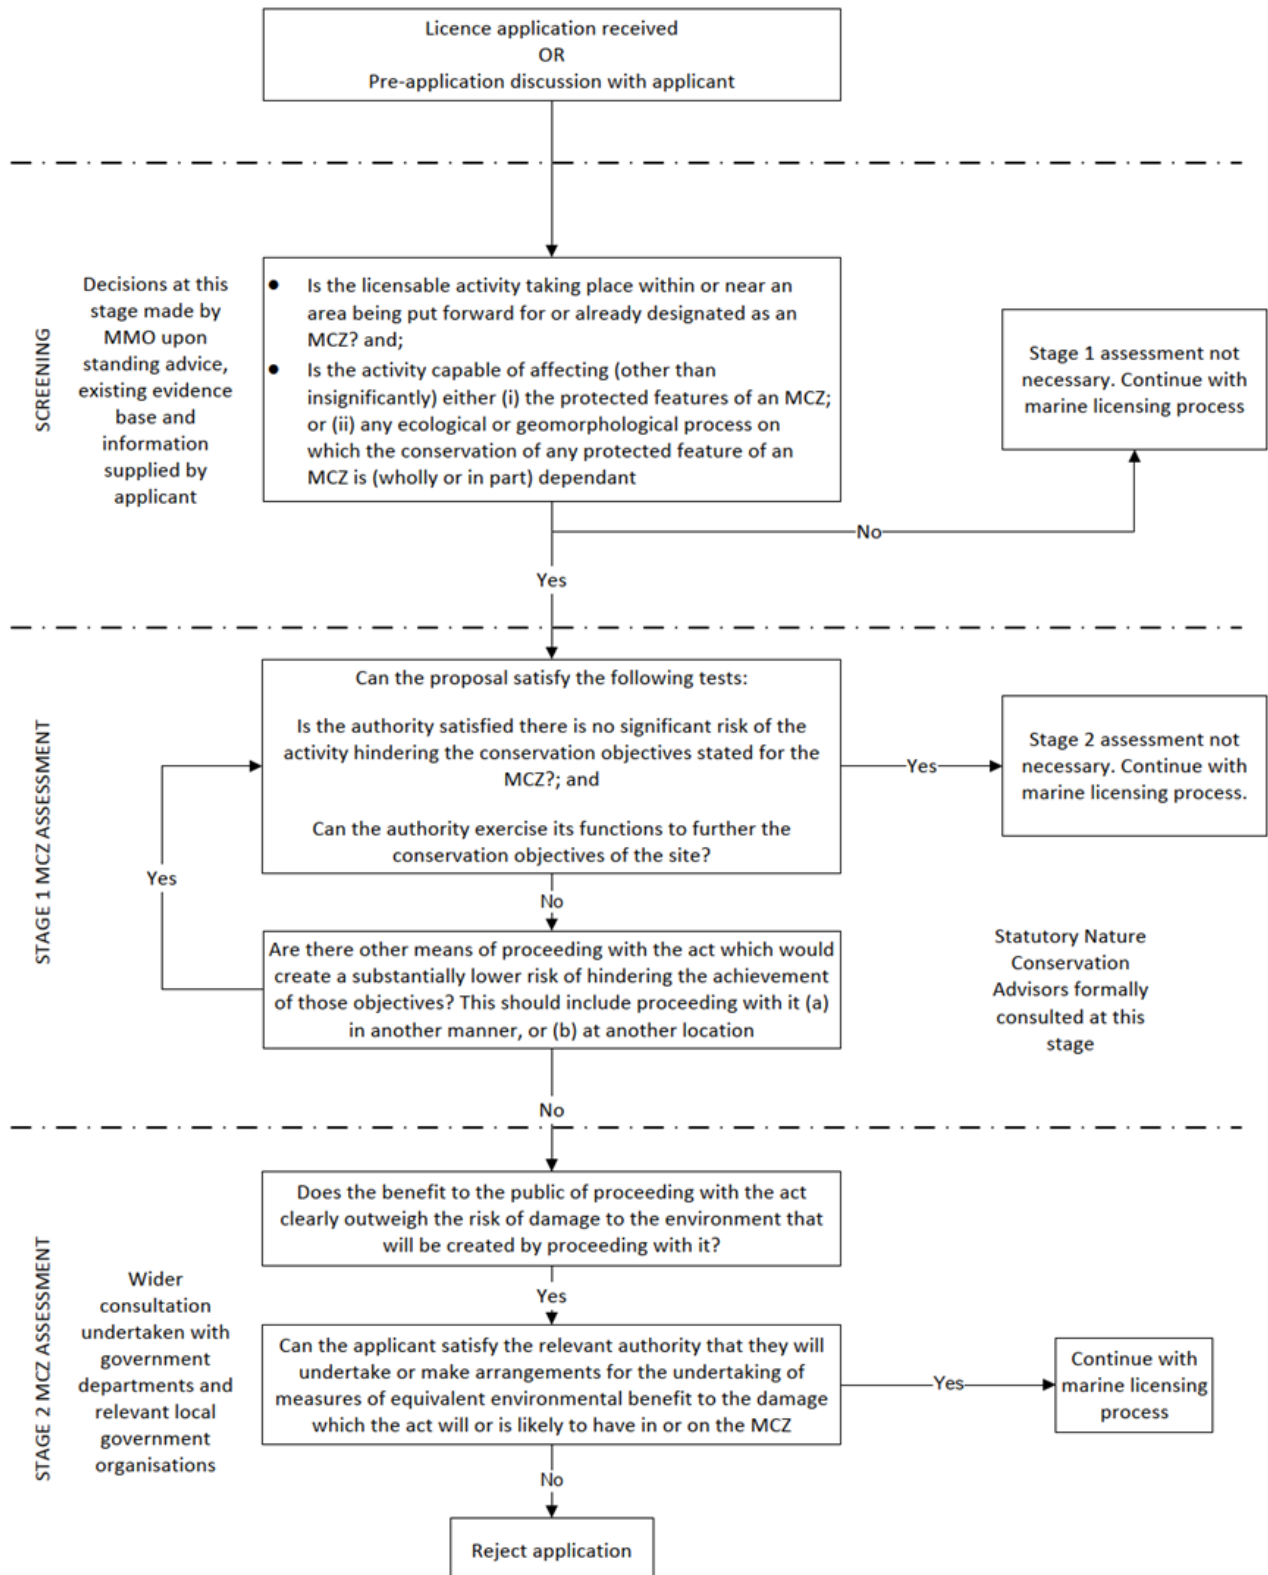 Licence application received
OR
Pre-application discussion with applicant
SCREENING
Decisions at this
stage made by
MMO upon
standing advice,
existing evidence
base and
information
supplied by
applicant
● Is the licensable activity taking place within or near an
area being put forward for or already designated as an
MCZ? and;
● Is the activity capable of affecting (other than
insignificantly) either (i) the protected features of an MCZ;
or (ii) any ecological or geomorphological process on
which the conservation of any protected feature of an
MCZ is (wholly or in part) dependant
Stage 1 assessment not
necessary. Continue with
marine licensing process
No
Yes
STAGE 1 MCZ ASSESSMENT
Can the proposal satisfy the following tests:
Is the authority satisfied there is no significant risk of the
activity hindering the conservation objectives stated for the
MCZ?; and
Can the authority exercise its functions to further the
conservation objectives of the site?
Yes
Stage 2 assessment not
necessary. Continue with
marine licensing process.
Yes
No
Are there other means of proceeding with the act which would
create a substantially lower risk of hindering the achievement
of those objectives? This should include proceeding with it (a)
in another manner, or (b) at another location
Statutory Nature
Conservation
Advisors formally
consulted at this
stage
No
STAGE 2 MCZ ASSESSMENT
Wider
consultation
undertaken with
government
departments and
relevant local
government
organisations
Does the benefit to the public of proceeding with the act
clearly outweigh the risk of damage to the environment that
will be created by proceeding with it?
Yes
Can the applicant satisfy the relevant authority that they will
undertake or make arrangements for the undertaking of
measures of equivalent environmental benefit to the damage
which the act will or is likely to have in or on the MCZ
Yes
Continue with
marine licensing
process
No
Reject application